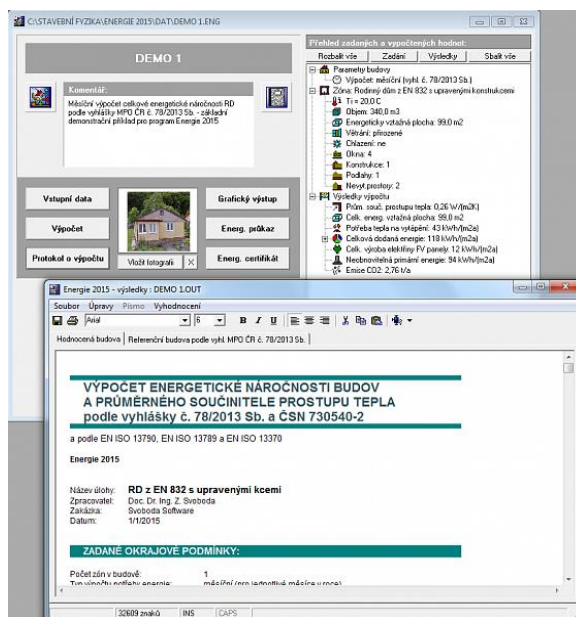 C:\STAVEBNÍ FYZIKA\ENERGIE 2015\DAT\DEMO 1.ENG
DEMO 1
Komentář:
Měsíční výpočet celkové energetické náročnosti RD
podle vyhlášky MPO ČR č. 78/2013 Sb. - základní
demonstrační příklad pro program Energie 2015
Vstupní data
Výpočet
Protokol o výpočtu
Vložit fotografii
X
Grafický výstup
Energ. průkaz
Energ. certifikát
Přehled zadaných a vypočtených hodnot:
Rozbalit vše
Zadání
Výsledky
Sbalit vše
Parametry budovy
Výpočet: měsíční (vyhl. č. 78/2013 Sb.)
Zóna: Rodinný dům z EN 832 s upravenými konstrukcemi
Ti = 20,0 C
Objem: 340,0 m3
Energeticky vztažná plocha: 99,0 m2
Větrání: přirozené
Chlazení: ne
Okna: 4
Konstrukce: 1
Podlahy: 1
Nevyt.prostory: 2
Výsledky výpočtu
Prům. souč. prostupu tepla: 0,26 W/(m2K)
Celk. energ. vztažná plocha: 99,0 m2
Potřeba tepla na vytápění: 43 kWh/(m2a)
Celková dodaná energie: 118 kWh/(m2a)
Celk. výroba elektřiny FV panely: 12 kWh/(m2a)
Neobnovitelná primární energie: 94 kWh/(m2a)
Emise CO2: 2,76 t/a
Energie 2015 - výsledky : DEMO 1.OUT
Soubor Úpravy Písmo Vyhodnocení
Arial 6 B I U
Hodnocená budova Referenční budova podle vyhl. MPO ČR č. 78/2013 Sb.
VÝPOČET ENERGETICKÉ NÁROČNOSTI BUDOV
A PRŮMĚRNÉHO SOUČINITELE PROSTUPU TEPLA
podle vyhlášky č. 78/2013 Sb. a ČSN 730540-2
a podle EN ISO 13790, EN ISO 13789 a EN ISO 13370
Energie 2015
Název úlohy: RD z EN 832 s upravenými kcemi
Zpracovatel: Doc. Dr. Ing. Z. Svoboda
Zakázka: Svoboda Software
Datum: 1/1/2015
ZADANÉ OKRAJOVÉ PODMÍNKY:
Počet zón v budově: 1
Typ výpočtu potřeby energie: měsíční (pro jednotlivé měsíce v roce)
32609 znaků INS CAPS